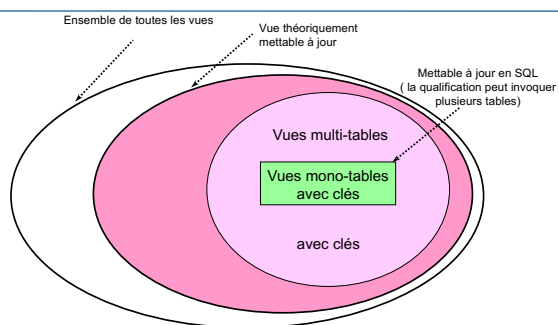 Ensemble de toutes les vues
Vue théoriquement
mettable à jour
Mettable à jour en SQL
( la qualification peut invoquer
plusieurs tables)
Vues multi-tables
Vues mono-tables
avec clés
avec clés